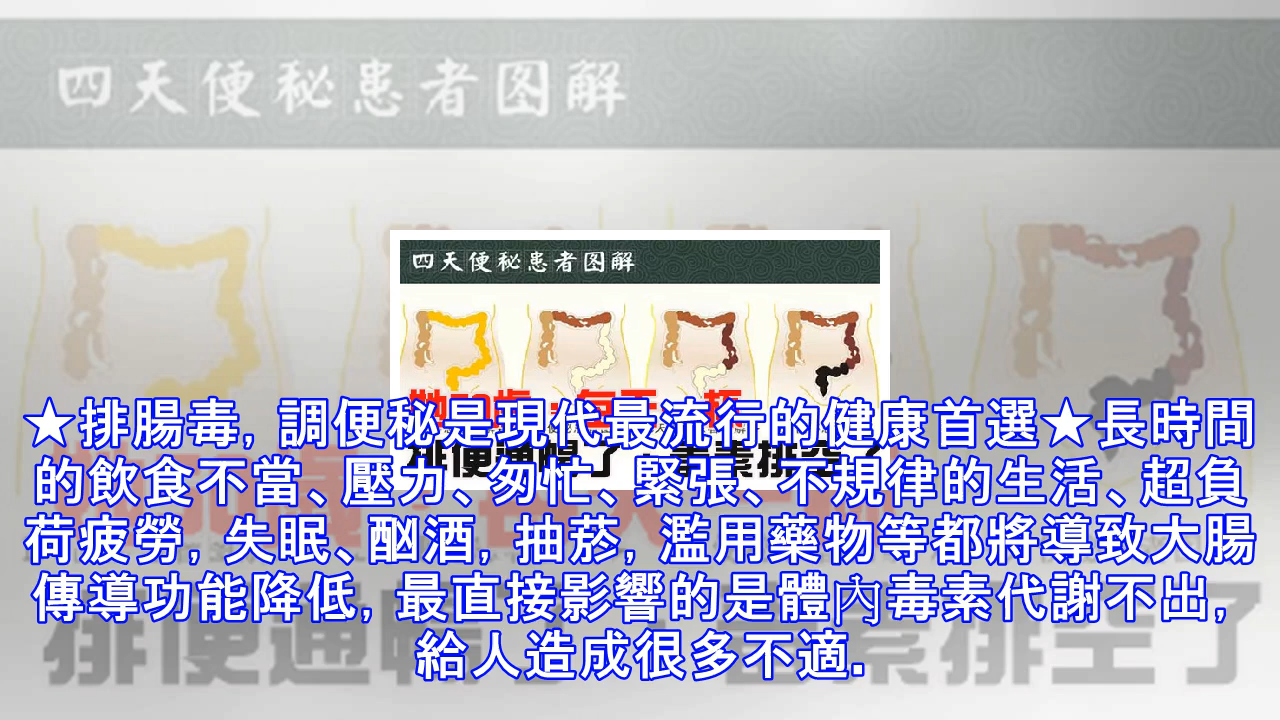 四天便秘患者图解
四天便秘患者图解
★排腸毒, 調便秘是現代最流行的健康首選★長時間
的飲食不當、壓力、匆忙、緊張、不規律的生活、超負
荷疲勞, 失眠、酗酒, 抽菸, 濫用藥物等都將導致大腸
傳導功能降低, 最直接影響的是體內毒素代謝不出,
給人造成很多不適.